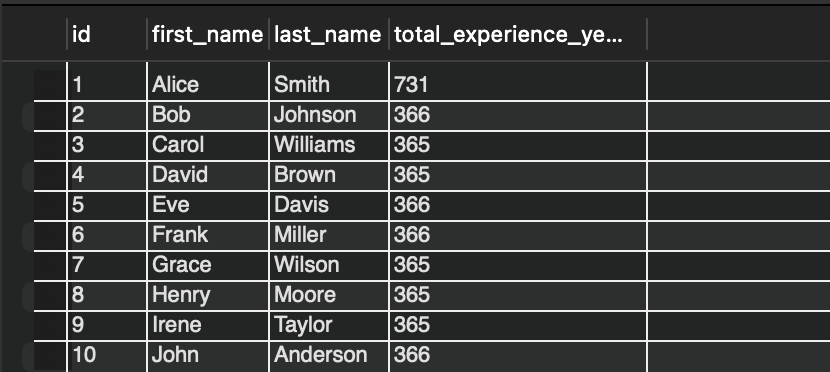 id first_name last_name total_experience_ye...
1 Alice Smith 731
2 Bob Johnson 366
3 Carol Williams 365
4 David Brown 365
5 Eve Davis 366
6 Frank Miller 366
7 Grace Wilson 365
8 Henry Moore 365
9 Irene Taylor 365
10 John Anderson 366